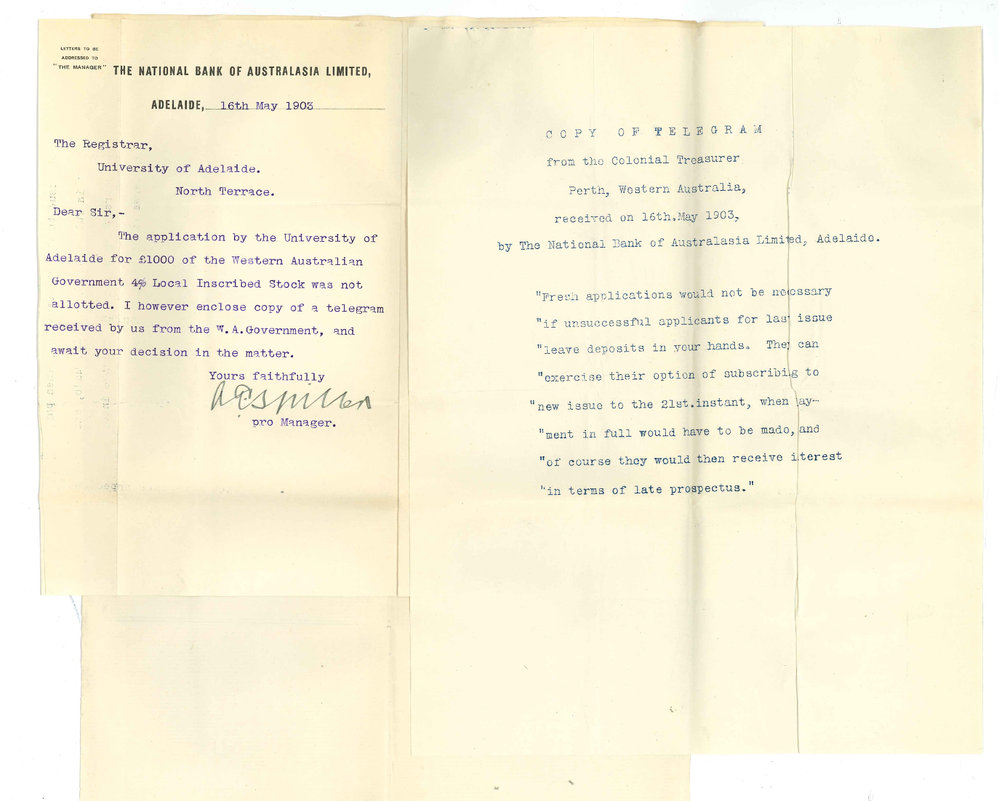 LETTERS TO BE
ADDRESSED TO
"THE MANAGER"
THE NATIONAL BANK OF AUSTRALASIA LIMITED,
ADELAIDE, 16th May 1903
The Registrar,
University of Adelaide.
North Terrace.
Dear Sir,-
The application by the University of
Adelaide for £1000 of the Western Australian
Government 4% Local Inscribed Stock was not
allotted. I however enclose copy of a telegram
received by us from the W.A.Government, and
await your decision in the matter.
Yours faithfully
pro Manager.
COPY OF TELEGRAM
from the Colonial Treasurer
Perth, Western Australia,
received on 16th.May 1903,
by The National Bank of Australasia Limited, Adelaide.
"Fresh applications would not be necessary
"if unsuccessful applicants for last issue
"leave deposits in your hands. They can
"exercise their option of subscribing to
"new issue to the 21st.instant, when pay-
"ment in full would have to be made, and
"of course they would then receive interest
"in terms of late prospectus."